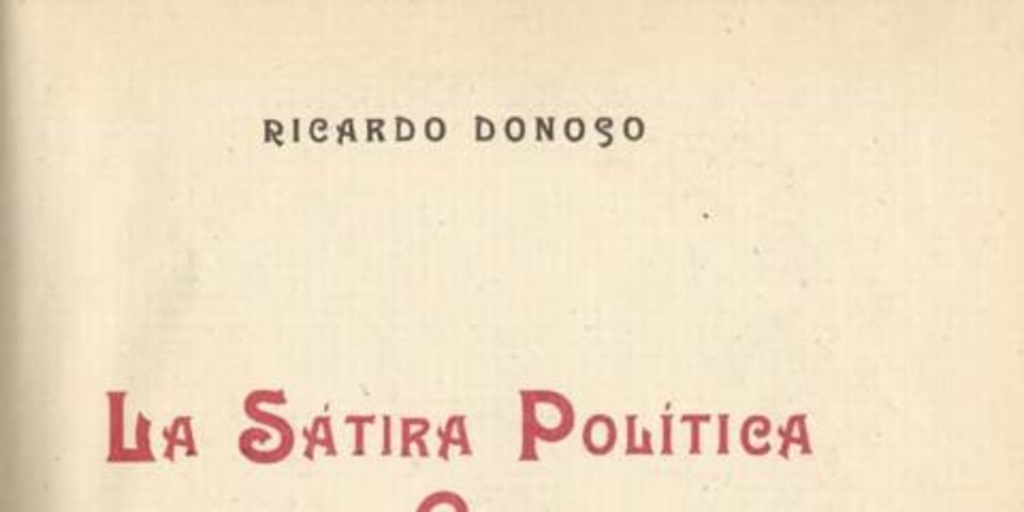 RICARDO DONOSO
LA SÁTIRA POLÍTICA